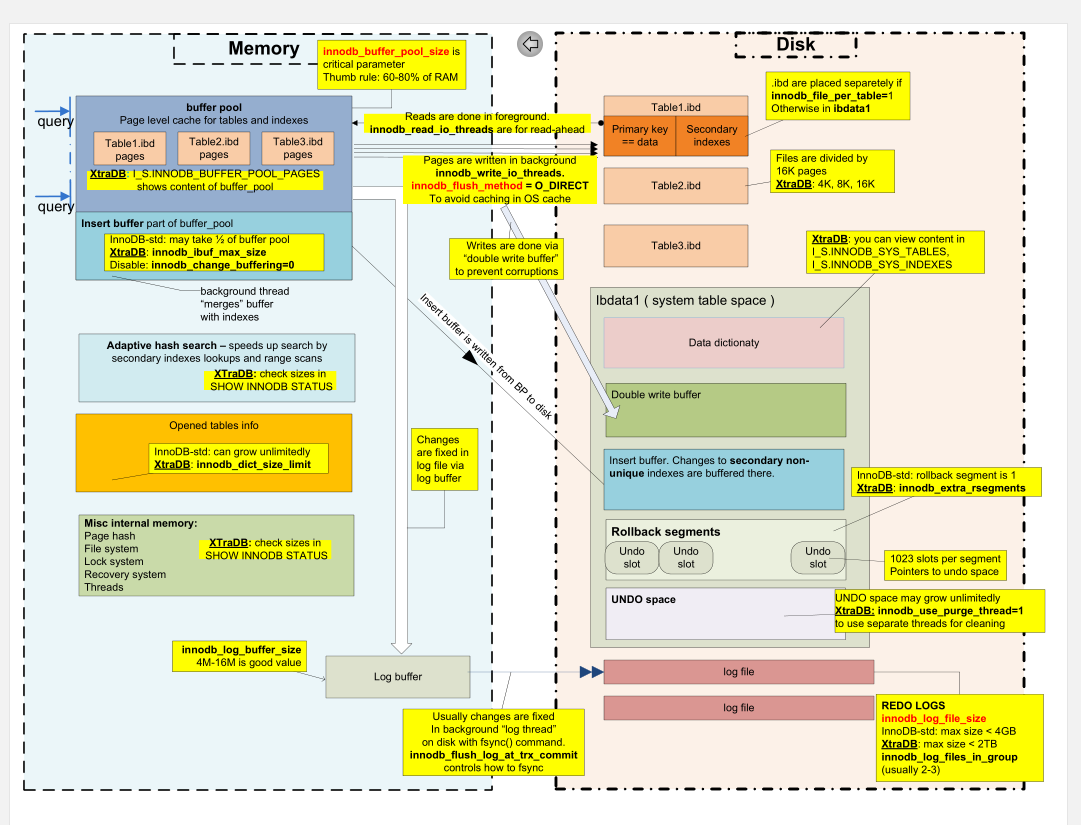 Memory
Disk
innodb_buffer_pool_size is
critical parameter
Thumb rule: 60-80% of RAM
query
buffer pool
Page level cache for tables and indexes
Table1.ibd
pages
Table2.ibd
pages
Table3.ibd
pages
XtraDB: I_S.INNODB_BUFFER_POOL_PAGES
shows content of buffer_pool
query
Insert buffer part of buffer_pool
InnoDB-std: may take ½ of buffer pool
XtraDB: innodb_ibuf_max_size
Disable: innodb_change_buffering=0
background thread
“merges” buffer
with indexes
Adaptive hash search – speeds up search by
secondary indexes lookups and range scans
XTraDB: check sizes in
SHOW INNODB STATUS
Opened tables info
InnoDB-std: can grow unlimitedly
XtraDB: innodb_dict_size_limit
Misc internal memory:
Page hash
File system
Lock system
Recovery system
Threads
XTraDB: check sizes in
SHOW INNODB STATUS
innodb_log_buffer_size
4M-16M is good value
Log buffer
Reads are done in foreground.
innodb_read_io_threads are for read-ahead
Pages are written in background
innodb_write_io_threads.
innodb_flush_method = O_DIRECT
To avoid caching in OS cache
Writes are done via
“double write buffer”
to prevent corruptions
Insert buffer is written from BP to disk
Changes
are fixed in
log file via
log buffer
Usually changes are fixed
In background “log thread”
on disk with fsync() command.
innodb_flush_log_at_trx_commit
controls how to fsync
.ibd are placed separetely if
innodb_file_per_table=1
Otherwise in ibdata1
Table1.ibd
Primary key
== data
Secondary
indexes
Files are divided by
16K pages
XtraDB: 4K, 8K, 16K
Table2.ibd
Table3.ibd
XtraDB: you can view content in
I_S.INNODB_SYS_TABLES,
I_S.INNODB_SYS_INDEXES
Ibdata1 ( system table space )
Data dictionaty
Double write buffer
Insert buffer. Changes to secondary non-
unique indexes are buffered there.
InnoDB-std: rollback segment is 1
XtraDB: innodb_extra_rsegments
Rollback segments
Undo
slot
Undo
slot
Undo
slot
1023 slots per segment
Pointers to undo space
UNDO space
UNDO space may grow unlimitedly
XtraDB: innodb_use_purge_thread=1
to use separate threads for cleaning
log file
log file
REDO LOGS
innodb_log_file_size
InnoDB-std: max size < 4GB
XtraDB: max size < 2TB
innodb_log_files_in_group
(usually 2-3)